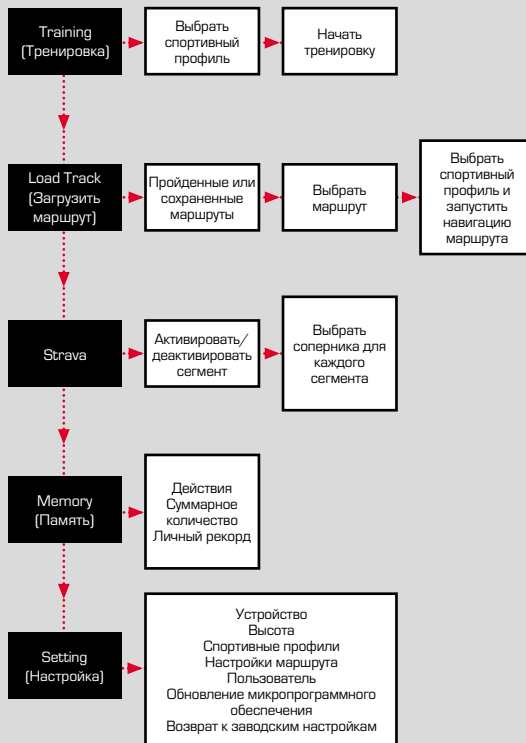 Training
(Тренировка)
Выбрать
спортивный
профиль
Начать
тренировку
Load Track
(Загрузить
маршрут)
Пройденные или
сохраненные
маршруты
Выбрать
маршрут
Выбрать
спортивный
профиль и
запустить
навигацию
маршрута
Strava
Активировать/
деактивировать
сегмент
Выбрать
соперника для
каждого
сегмента
Memory
(Память)
Действия
Суммарное
количество
Личный рекорд
Setting
(Настройка)
Устройство
Высота
Спортивные профили
Настройки маршрута
Пользователь
Обновление микропрограммного
обеспечения
Возврат к заводским настройкам